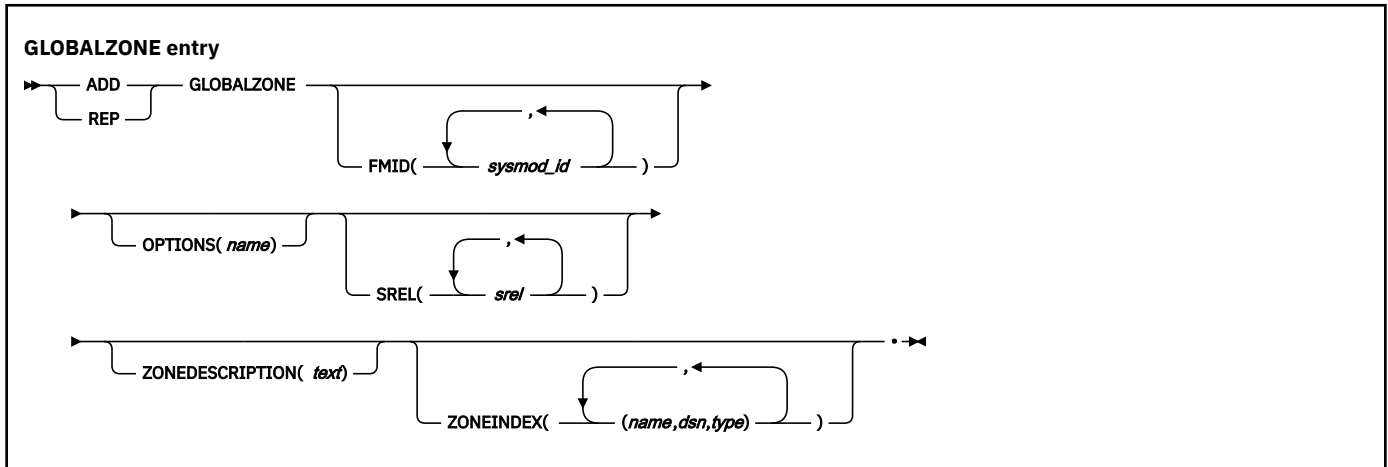 GLOBALZONE entry
ADD GLOBALZONE
REP
,
FMID( sysmod_id )
OPTIONS( name)
,
SREL( srel )
ZONEDESCRIPTION( text)
,
ZONEINDEX( (name,dsn,type) )
.